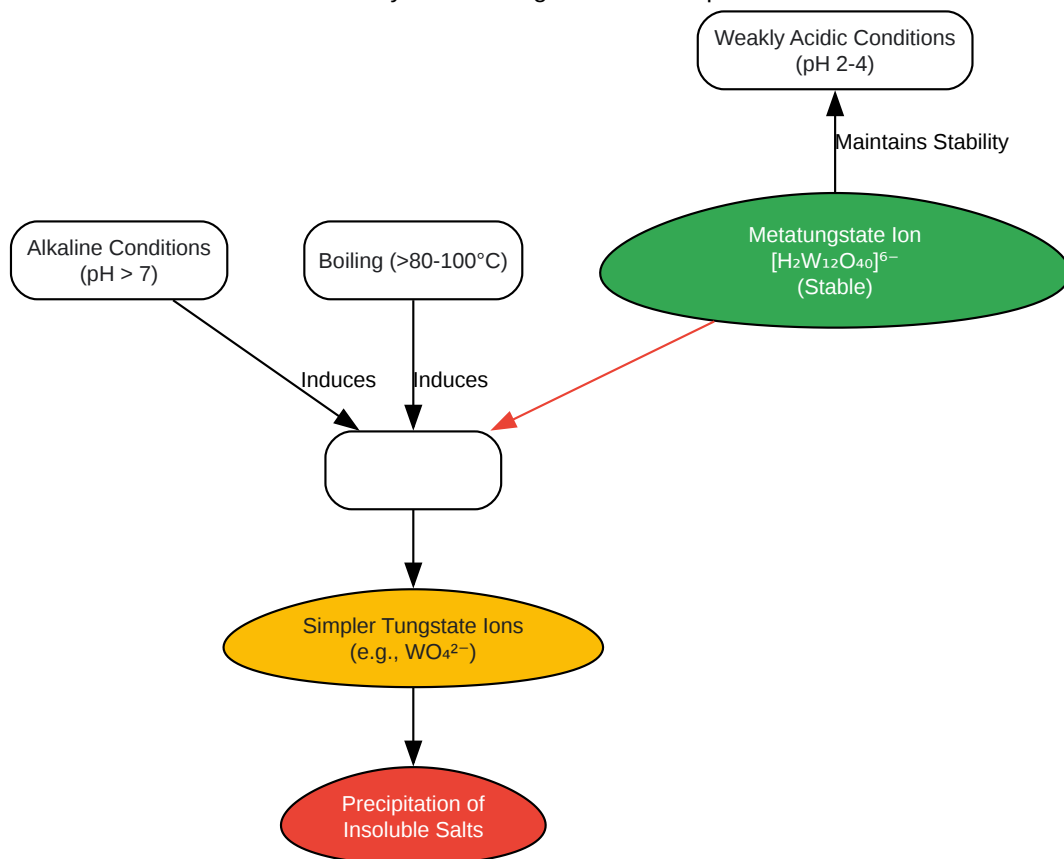 Weakly Acidic Conditions
(pH 2-4)
Maintains Stability
Metatungstate Ion
[H₂W₁₂O₄₀]⁶⁻
(Stable)
Alkaline Conditions
(pH > 7)
Boiling (>80-100°C)
Induces
Induces
Simpler Tungstate Ions
(e.g., WO₄²⁻)
Precipitation of
Insoluble Salts